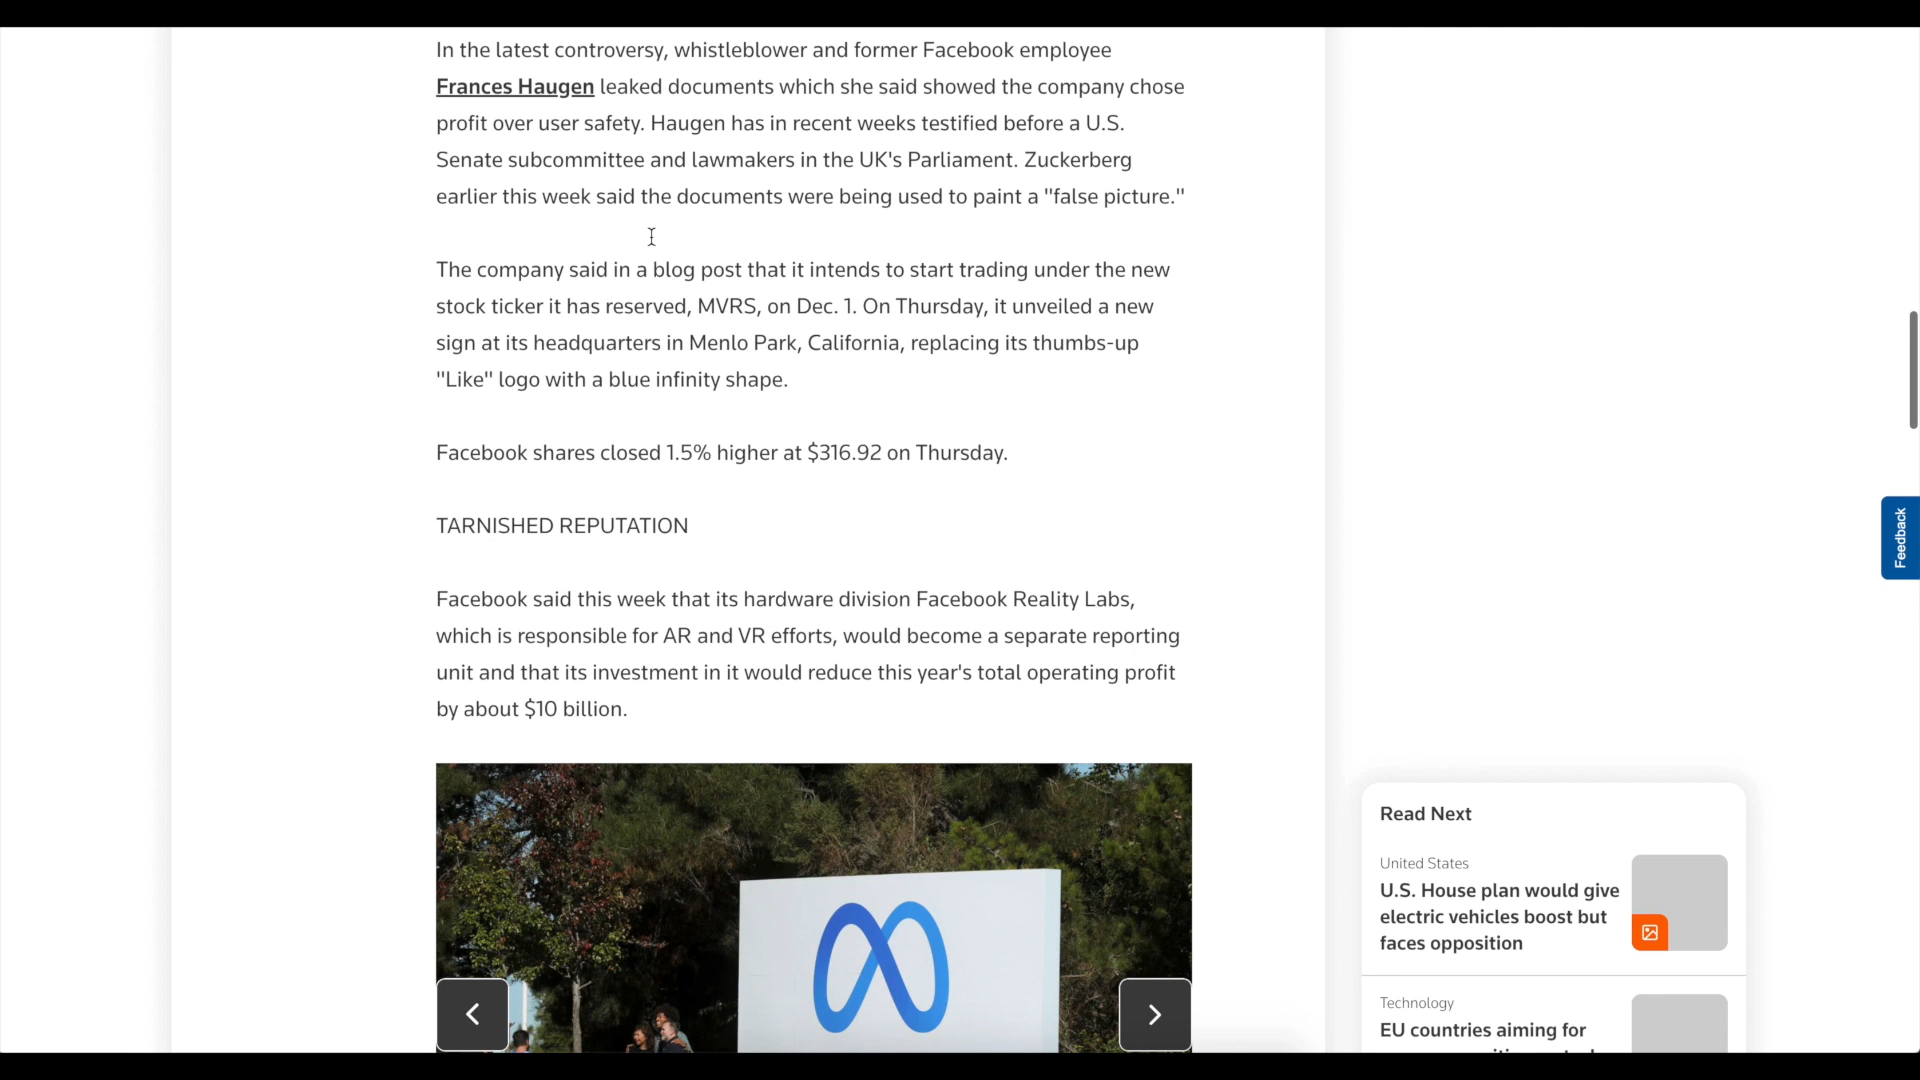 In the latest controversy, whistleblower and former Facebook employee
Frances Haugen leaked documents which she said showed the company chose
profit over user safety. Haugen has in recent weeks testified before a U.S.
Senate subcommittee and lawmakers in the UK's Parliament. Zuckerberg
earlier this week said the documents were being used to paint a "false picture."
The company said in a blog post that it intends to start trading under the new
stock ticker it has reserved, MVRS, on Dec. 1. On Thursday, it unveiled a new
sign at its headquarters in Menlo Park, California, replacing its thumbs-up
"Like" logo with a blue infinity shape.
Facebook shares closed 1.5% higher at $316.92 on Thursday.
TARNISHED REPUTATION
Facebook said this week that its hardware division Facebook Reality Labs,
which is responsible for AR and VR efforts, would become a separate reporting
unit and that its investment in it would reduce this year's total operating profit
by about $10 billion.
Feedback
Read Next
United States
U.S. House plan would give
electric vehicles boost but
faces opposition
Technology
EU countries aiming for